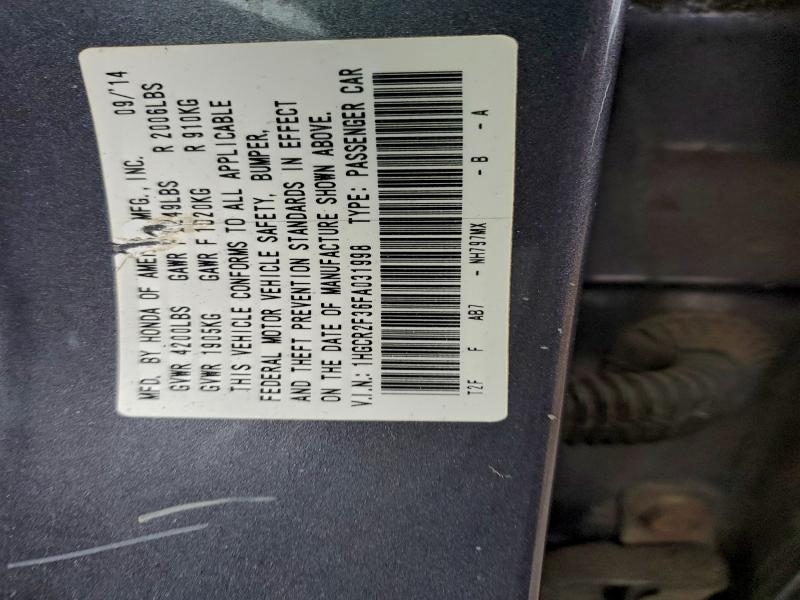 MFD. BY HONDA OF MFG., INC. 09/'14
GVWR 4200LBS GAWR F R 2006LBS
GVWR 1905KG GAWR F 1020KG R 910KG
THIS VEHICLE CONFORMS TO ALL APPLICABLE
FEDERAL MOTOR VEHICLE SAFETY, BUMPER,
AND THEFT PREVENTION STANDARDS IN EFFECT
ON THE DATE OF MANUFACTURE SHOWN ABOVE.
V.I.N.: 1HGCR2F36FA031998 TYPE: PASSENGER CAR
T2F F AB7 - NH797MX - B - A